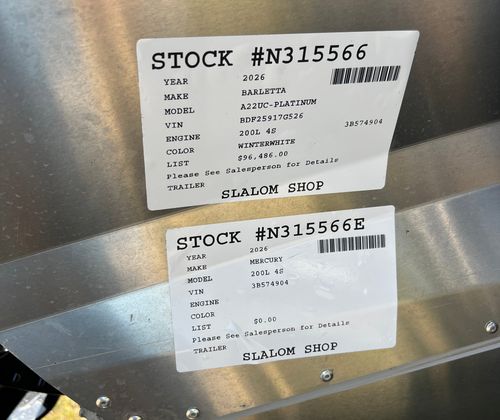 STOCK #N315566
YEAR 2026
MAKE BARLETTA
MODEL A22UC-PLATINUM
VIN BDF25917G526
ENGINE 200L 4S 3B574904
COLOR WINTERWHITE
LIST $96,486.00
Please See Salesperson for Details
TRAILER
SLALOM SHOP
STOCK #N315566E
YEAR 2026
MAKE MERCURY
MODEL 200L 4S
VIN 3B574904
ENGINE
COLOR
LIST $0.00
Please See Salesperson for Details
TRAILER
SLALOM SHOP